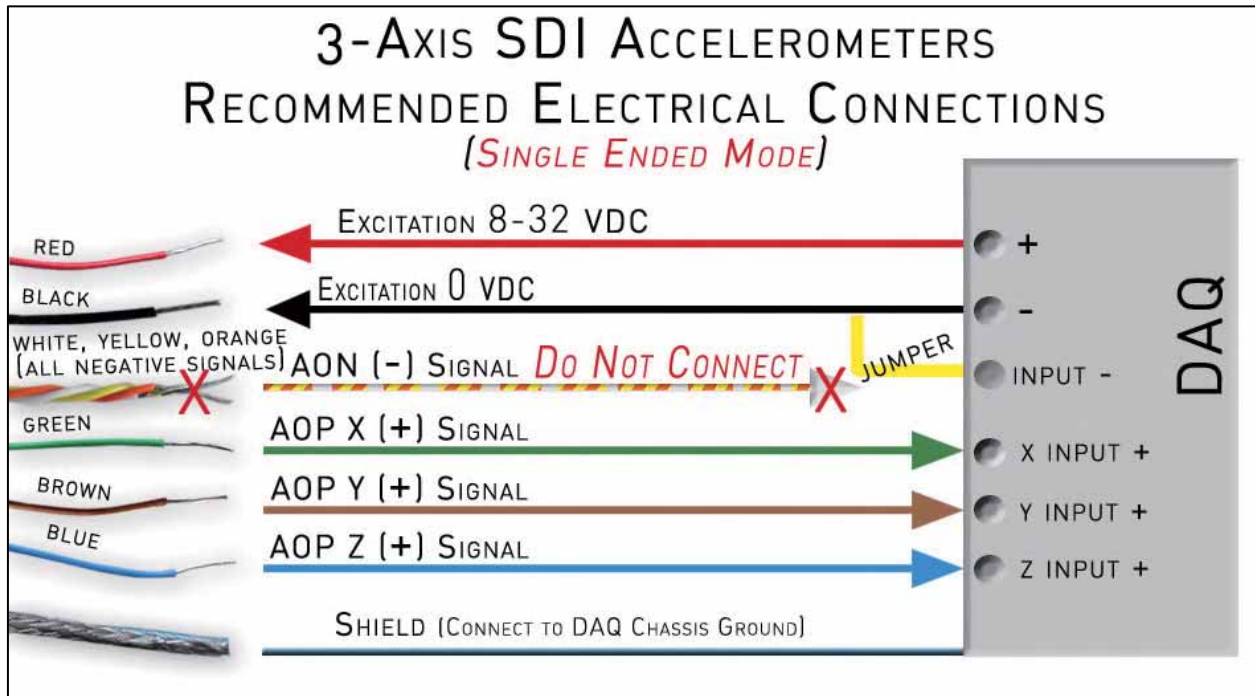 3-AXIS SDI ACCELEROMETERS
RECOMMENDED ELECTRICAL CONNECTIONS
(SINGLE ENDED MODE)
RED
EXCITATION 8-32 VDC
+
BLACK
EXCITATION 0 VDC
-
WHITE, YELLOW, ORANGE
(ALL NEGATIVE SIGNALS)
X
AON (-) SIGNAL DO NOT CONNECT
X
JUMPER
INPUT -
GREEN
AOP X (+) SIGNAL
X INPUT +
BROWN
AOP Y (+) SIGNAL
Y INPUT +
BLUE
AOP Z (+) SIGNAL
Z INPUT +
SHIELD (CONNECT TO DAQ CHASSIS GROUND)
DAQ